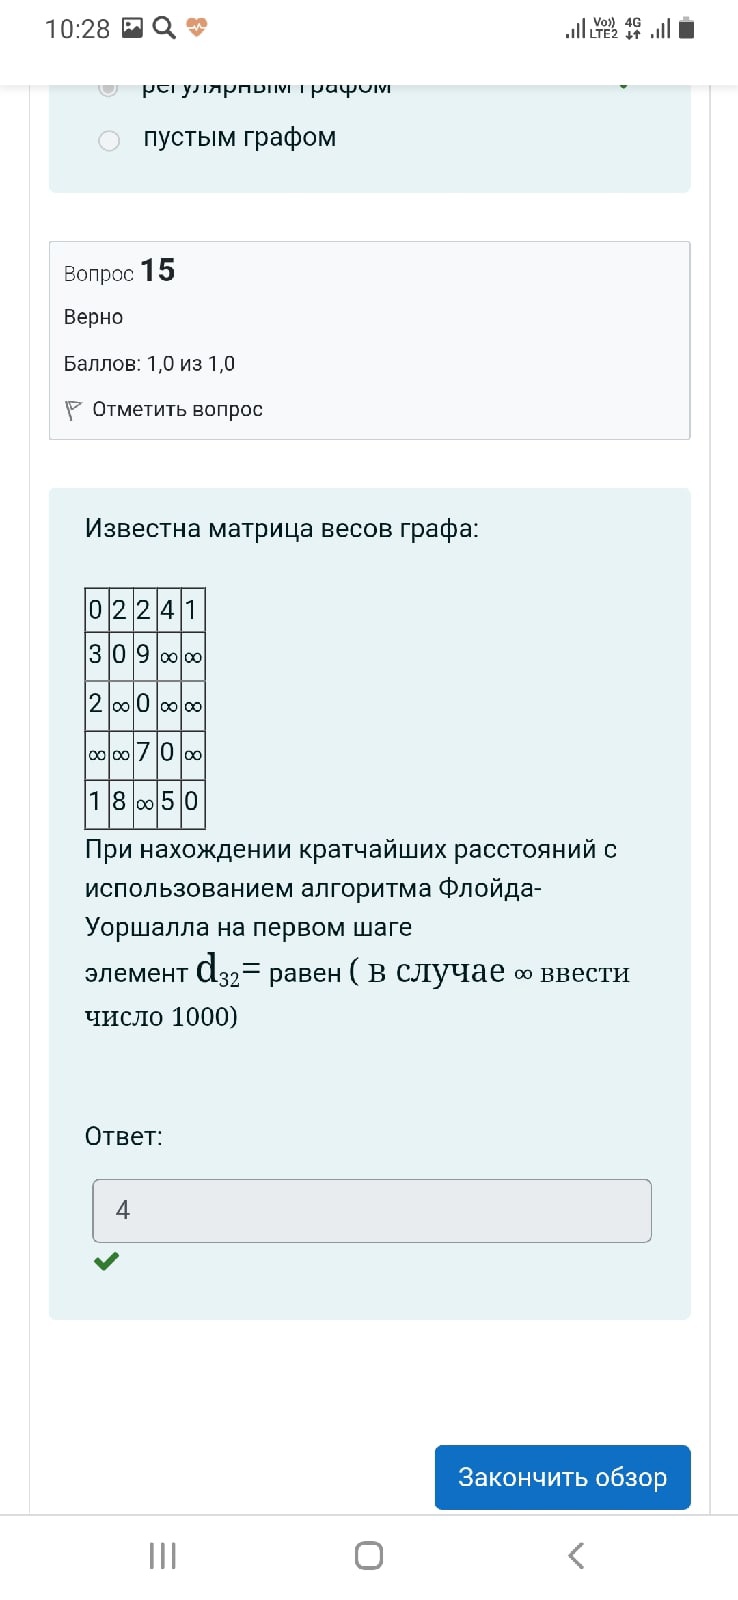 10:28 Vo)) LTE2 4G
регулярным графом
пустым графом
Вопрос 15
Верно
Баллов: 1,0 из 1,0
Отметить вопрос
Известна матрица весов графа:
0 2 2 4 1
3 0 9 ∞ ∞
2 ∞ 0 ∞ ∞
∞ ∞ 7 0 ∞
1 8 ∞ 5 0
При нахождении кратчайших расстояний с
использованием алгоритма Флойда-
Уоршалла на первом шаге
элемент d32= равен ( в случае ∞ ввести
число 1000)
Ответ:
4
Закончить обзор